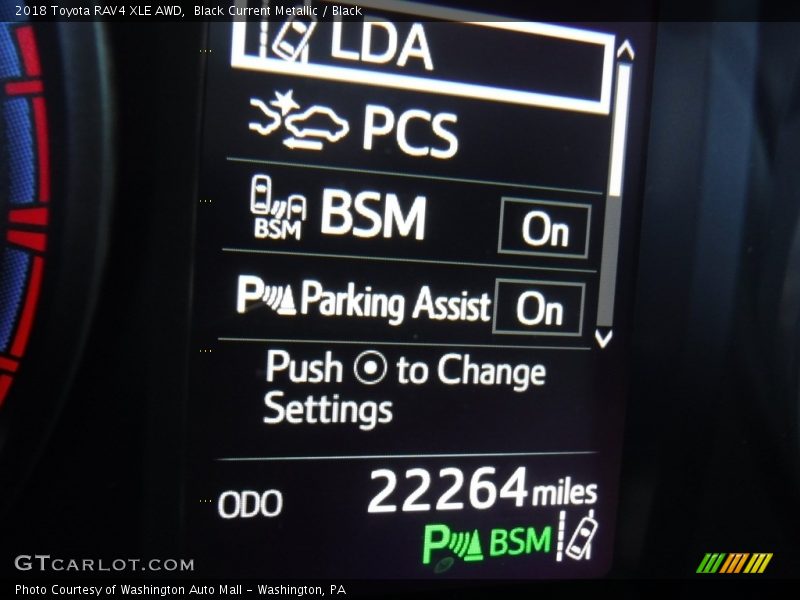 2018 Toyota RAV4 XLE AWD,  Black Current Metallic / Black
LDA
PCS
BSM BSM On
P Parking Assist On
Push to Change
Settings
ODO 22264 miles
P BSM
GTCARLOT.COM
Photo Courtesy of Washington Auto Mall - Washington, PA